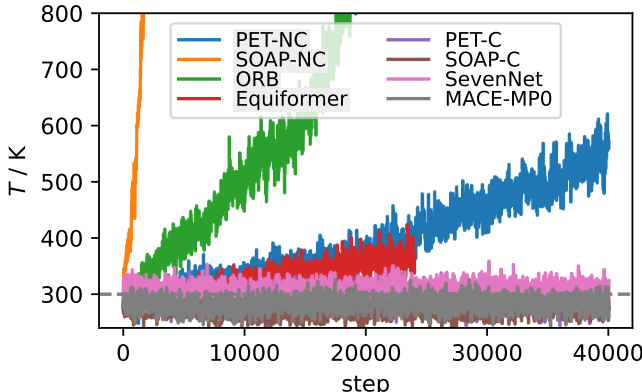 800
700
600
500
400
300
T / K
PET-NC
SOAP-NC
ORB
Equiformer
PET-C
SOAP-C
SevenNet
MACE-MP0
0 10000 20000 30000 40000
step